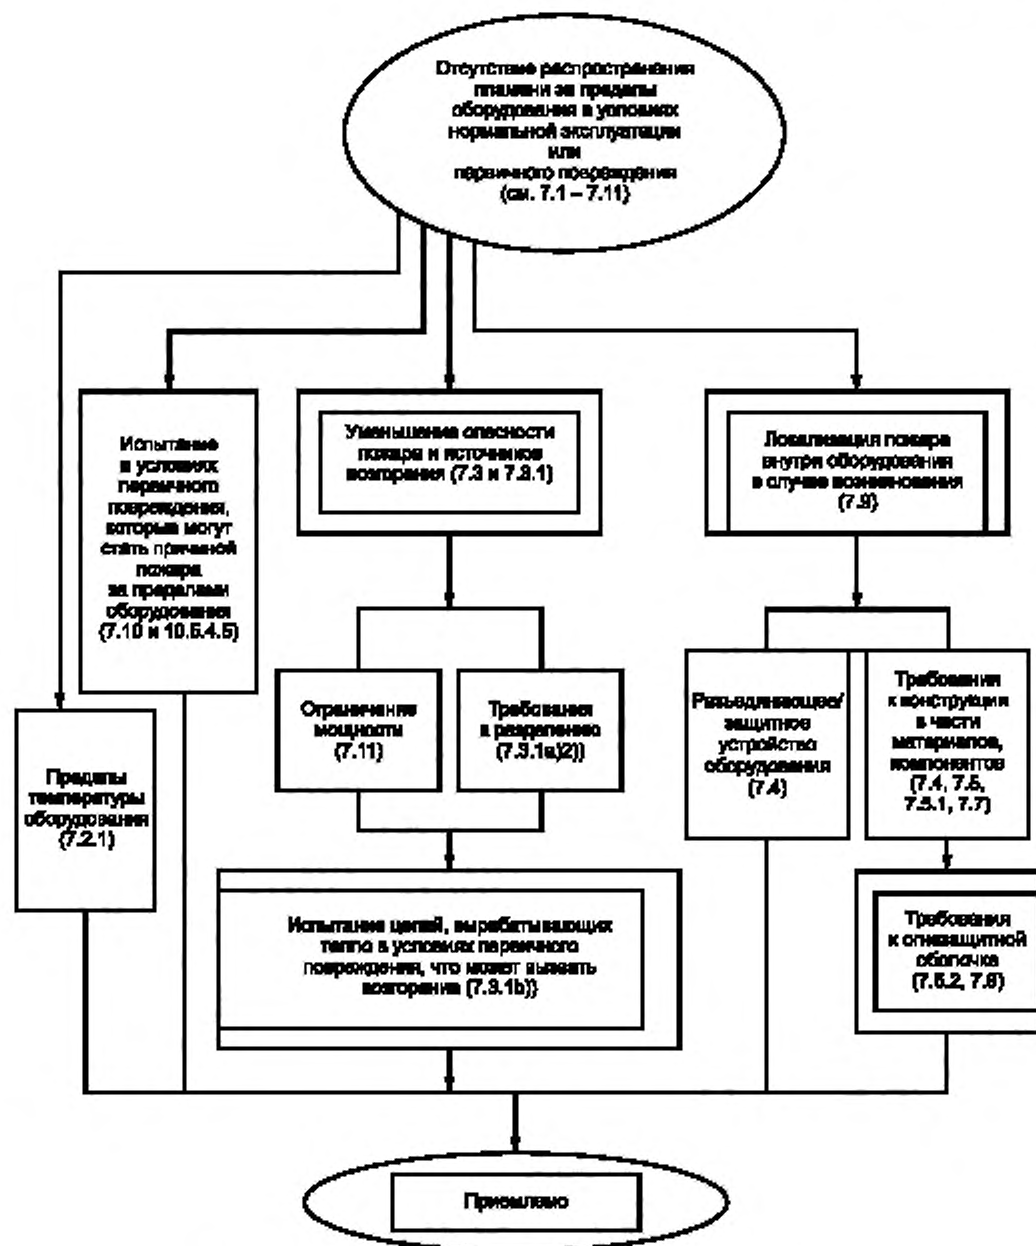 Отсутствие распространения
пламени за пределы
оборудования в условиях
нормальной эксплуатации
или
первичного повреждения
(см. 7.1 – 7.11)
Испытание
в условиях
первичного
повреждения,
которые могут
стать причиной
пожара
за пределами
оборудования
(7.10 и 10.5.4.5)
Уменьшение опасности
пожара и источников
возгорания (7.3 и 7.3.1)
Локализация пожара
внутри оборудования
в случае возникновения
(7.9)
Пределы
температуры
оборудования
(7.2.1)
Ограничение
мощности
(7.11)
Требования
к разделению
(7.3.1a)2))
Разъединяющее/
защитное
устройство
оборудования
(7.4)
Требования
к конструкции
в части
материалов,
компонентов
(7.4, 7.5,
7.5.1, 7.7)
Испытание цепей, вырабатывающих
тепло в условиях первичного
повреждения, что может вызвать
возгорание (7.3.1b))
Требования
к огнезащитной
оболочке
(7.5.2, 7.6)
Приемлемо